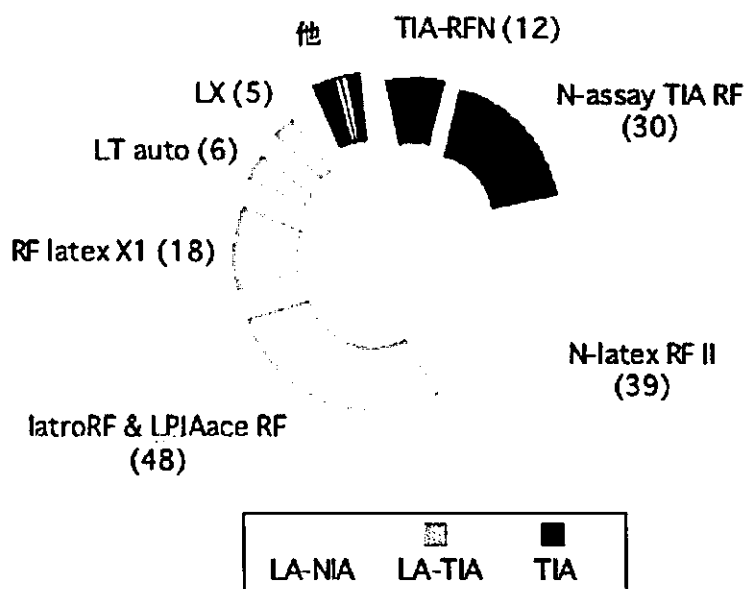 他
TIA-RFN (12)
LX (5)
N-assay TIA RF
(30)
LT auto (6)
RF latex X1 (18)
N-latex RF II
(39)
IatroRF & LPIAace RF
(48)
LA-NIA LA-TIA TIA